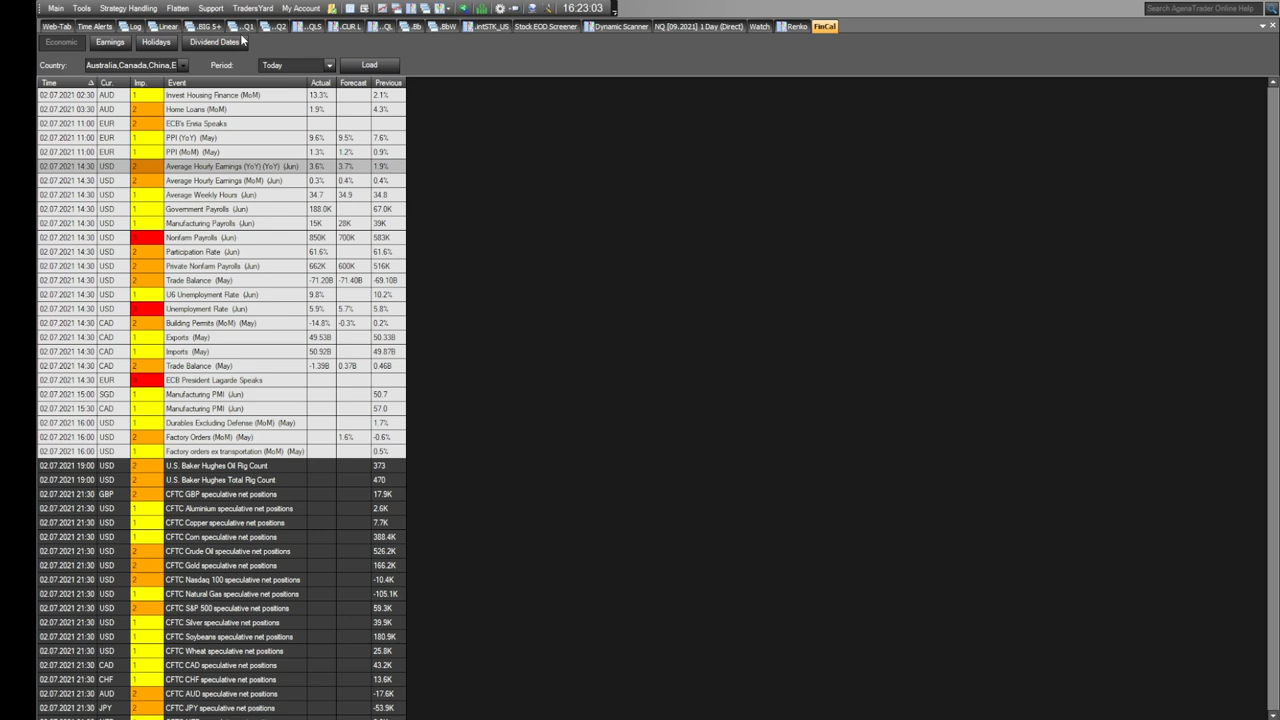 Main Tools Strategy Handling Flatten Support TradersYard My Account 16:23:03 Search AgenaTrader Online Help
Web-Tab Time Alerts Log Linear .BIG 5+ ..Q1 ..Q2 ..QLS .CUR L ..QL ..Bb ..BbW ..intSTK_US Stock EOD Screener Dynamic Scanner NQ [09.2021] 1 Day (Direct) Watch Renko FinCal
Economic Earnings Holidays Dividend Dates
Country: Australia,Canada,China,E Period: Today Load
Time Cur. Imp. Event Actual Forecast Previous
02.07.2021 02:30 AUD 1 Invest Housing Finance (MoM) 13.3% 2.1%
02.07.2021 03:30 AUD 2 Home Loans (MoM) 1.9% 4.3%
02.07.2021 11:00 EUR 2 ECB's Enria Speaks
02.07.2021 11:00 EUR 1 PPI (YoY) (May) 9.6% 9.5% 7.6%
02.07.2021 11:00 EUR 1 PPI (MoM) (May) 1.3% 1.2% 0.9%
02.07.2021 14:30 USD 2 Average Hourly Earnings (YoY) (YoY) (Jun) 3.6% 3.7% 1.9%
02.07.2021 14:30 USD 2 Average Hourly Earnings (MoM) (Jun) 0.3% 0.4% 0.4%
02.07.2021 14:30 USD 1 Average Weekly Hours (Jun) 34.7 34.9 34.8
02.07.2021 14:30 USD 1 Government Payrolls (Jun) 188.0K 67.0K
02.07.2021 14:30 USD 1 Manufacturing Payrolls (Jun) 15K 28K 39K
02.07.2021 14:30 USD Nonfarm Payrolls (Jun) 850K 700K 583K
02.07.2021 14:30 USD 2 Participation Rate (Jun) 61.6% 61.6%
02.07.2021 14:30 USD 2 Private Nonfarm Payrolls (Jun) 662K 600K 516K
02.07.2021 14:30 USD 2 Trade Balance (May) -71.20B -71.40B -69.10B
02.07.2021 14:30 USD 1 U6 Unemployment Rate (Jun) 9.8% 10.2%
02.07.2021 14:30 USD Unemployment Rate (Jun) 5.9% 5.7% 5.8%
02.07.2021 14:30 CAD 2 Building Permits (MoM) (May) -14.8% -0.3% 0.2%
02.07.2021 14:30 CAD 1 Exports (May) 49.53B 50.33B
02.07.2021 14:30 CAD 1 Imports (May) 50.92B 49.87B
02.07.2021 14:30 CAD 2 Trade Balance (May) -1.39B 0.37B 0.46B
02.07.2021 14:30 EUR ECB President Lagarde Speaks
02.07.2021 15:00 SGD 1 Manufacturing PMI (Jun) 50.7
02.07.2021 15:30 CAD 1 Manufacturing PMI (Jun) 57.0
02.07.2021 16:00 USD 1 Durables Excluding Defense (MoM) (May) 1.7%
02.07.2021 16:00 USD 2 Factory Orders (MoM) (May) 1.6% -0.6%
02.07.2021 16:00 USD 1 Factory orders ex transportation (MoM) (May) 0.5%
02.07.2021 19:00 USD 2 U.S. Baker Hughes Oil Rig Count 373
02.07.2021 19:00 USD 2 U.S. Baker Hughes Total Rig Count 470
02.07.2021 21:30 GBP 2 CFTC GBP speculative net positions 17.9K
02.07.2021 21:30 USD 1 CFTC Aluminium speculative net positions 2.6K
02.07.2021 21:30 USD 1 CFTC Copper speculative net positions 7.7K
02.07.2021 21:30 USD 1 CFTC Corn speculative net positions 388.4K
02.07.2021 21:30 USD 2 CFTC Crude Oil speculative net positions 526.2K
02.07.2021 21:30 USD 2 CFTC Gold speculative net positions 166.2K
02.07.2021 21:30 USD 2 CFTC Nasdaq 100 speculative net positions -10.4K
02.07.2021 21:30 USD 1 CFTC Natural Gas speculative net positions -105.1K
02.07.2021 21:30 USD 2 CFTC S&P 500 speculative net positions 59.3K
02.07.2021 21:30 USD 1 CFTC Silver speculative net positions 39.9K
02.07.2021 21:30 USD 1 CFTC Soybeans speculative net positions 180.9K
02.07.2021 21:30 USD 1 CFTC Wheat speculative net positions 25.8K
02.07.2021 21:30 CAD 1 CFTC CAD speculative net positions 43.2K
02.07.2021 21:30 CHF 1 CFTC CHF speculative net positions 13.6K
02.07.2021 21:30 AUD 2 CFTC AUD speculative net positions -17.6K
02.07.2021 21:30 JPY 1 CFTC JPY speculative net positions -53.9K